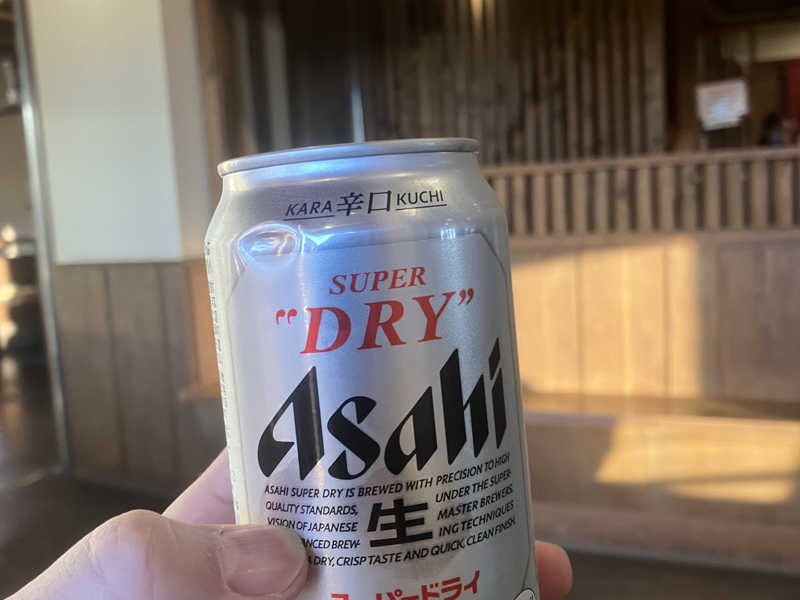 KARA 辛口 KUCHI
SUPER
"DRY"
Asahi
ASAHI SUPER DRY IS BREWED WITH PRECISION TO HIGH
QUALITY STANDARDS, UNDER THE SUPER-
VISION OF JAPANESE 生 MASTER BREWERS.
BREW- ING TECHNIQUES
DRY, CRISP TASTE AND QUICK, CLEAN FINISH.
スーパードライ